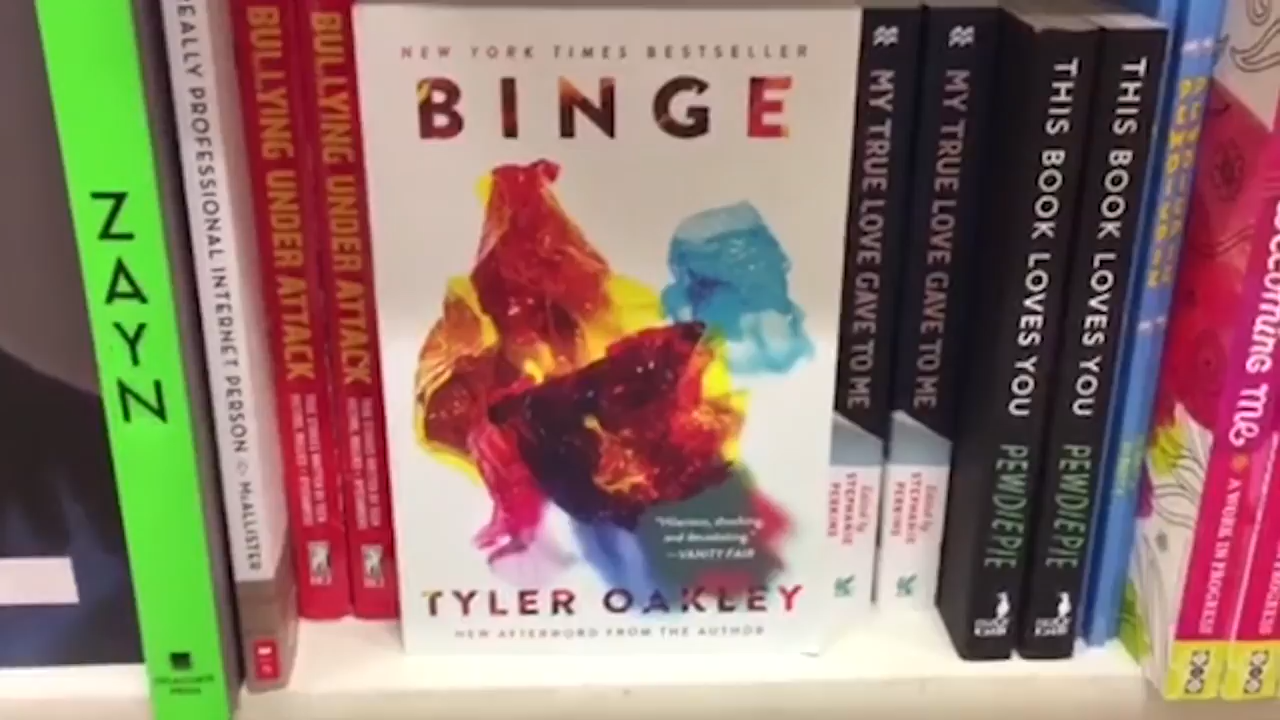 ZAYN
REALLY PROFESSIONAL INTERNET PERSON
McALLISTER
BULLYING UNDER ATTACK
BULLYING UNDER ATTACK
NEW YORK TIMES BESTSELLER
BINGE
"Hilarious, shocking,
and devastating."
—VANITY FAIR
TYLER OAKLEY
NEW AFTERWORD FROM THE AUTHOR
MY TRUE LOVE GAVE TO ME
Edited by
STEPHANIE
PERKINS
MY TRUE LOVE GAVE TO ME
Edited by
STEPHANIE
PERKINS
THIS BOOK LOVES YOU PEWDIEPIE
THIS BOOK LOVES YOU PEWDIEPIE
A WORK IN PROGRESS